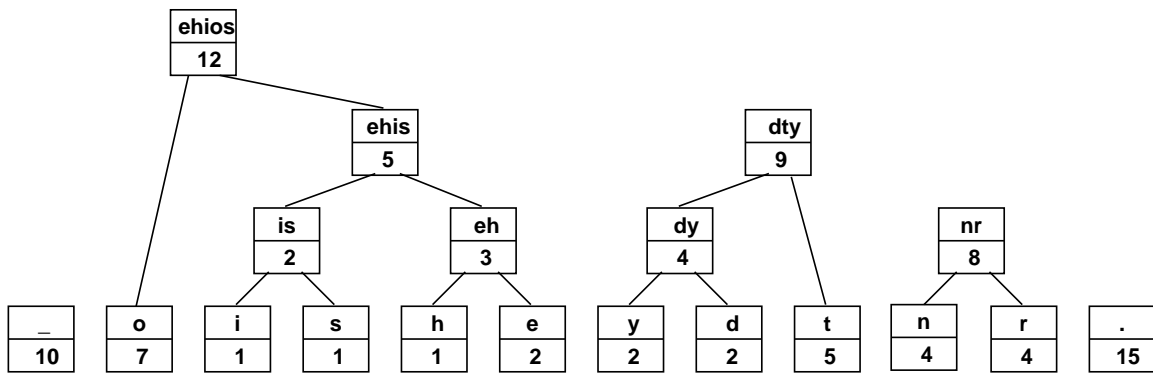 ehios
12
ehis dty
5 9
is eh dy nr
2 3 4 8
_ o i s h e y d t n r .
10 7 1 1 1 2 2 2 5 4 4 15